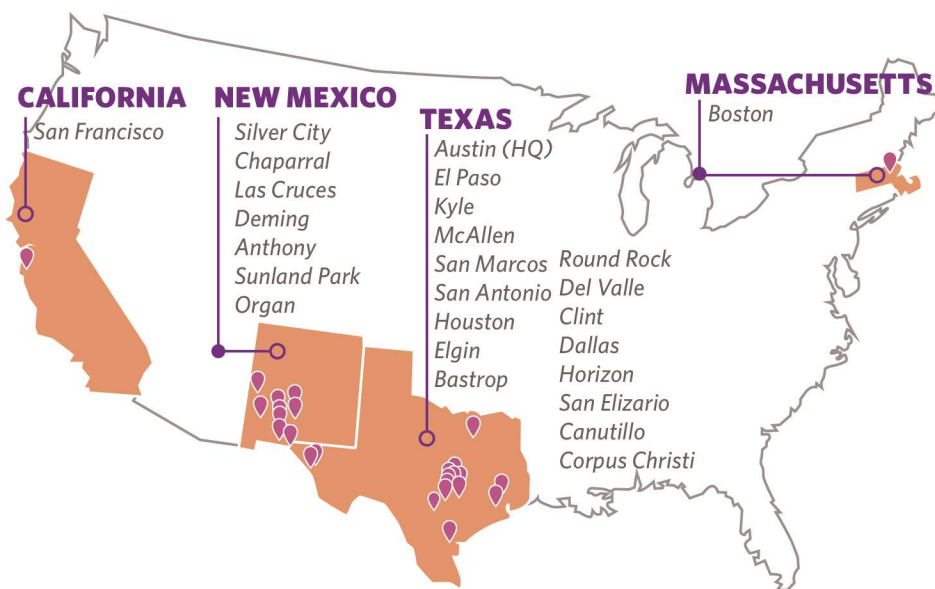 CALIFORNIA
San Francisco
NEW MEXICO
Silver City
Chaparral
Las Cruces
Deming
Anthony
Sunland Park
Organ
TEXAS
Austin (HQ)
El Paso
Kyle
McAllen
San Marcos
San Antonio
Houston
Elgin
Bastrop
Round Rock
Del Valle
Clint
Dallas
Horizon
San Elizario
Canutillo
Corpus Christi
MASSACHUSETTS
Boston